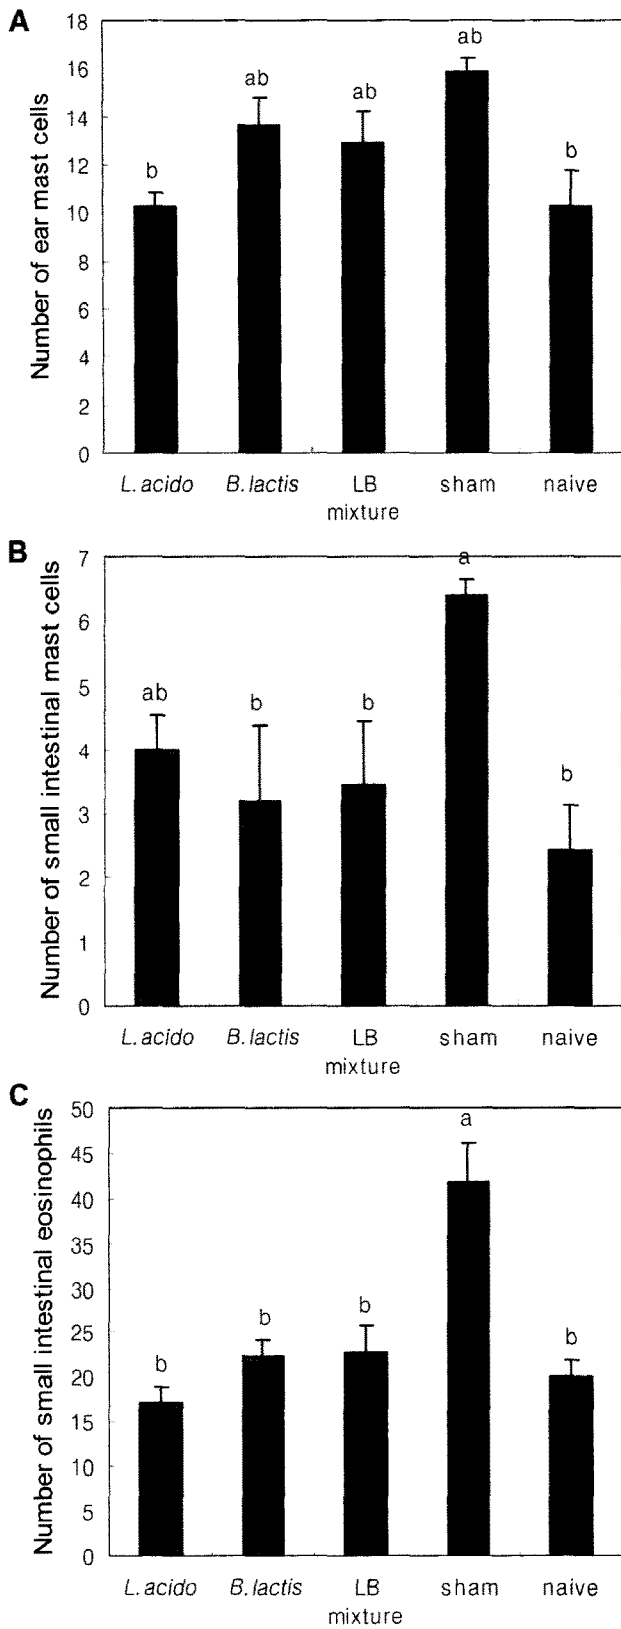 A
Number of ear mast cells
18
16
14
12
10
8
6
4
2
0
b
ab
ab
ab
b
L. acido
B. lactis
LB
mixture
sham
naive
B
Number of small intestinal mast cells
7
6
5
4
3
2
1
0
ab
b
b
a
b
L. acido
B. lactis
LB
mixture
sham
naive
C
Number of small intestinal eosinophils
50
45
40
35
30
25
20
15
10
5
0
b
b
b
a
b
L. acido
B. lactis
LB
mixture
sham
naive